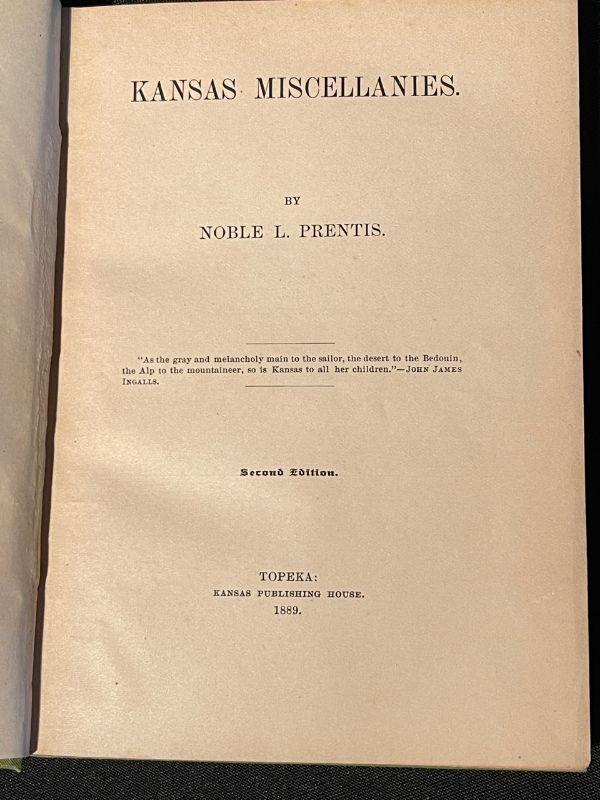 KANSAS MISCELLANIES.
BY
NOBLE L. PRENTIS.
"As the gray and melancholy main to the sailor, the desert to the Bedouin,
the Alp to the mountaineer, so is Kansas to all her children."—JOHN JAMES
INGALLS.
Second Edition.
TOPEKA:
KANSAS PUBLISHING HOUSE.
1889.